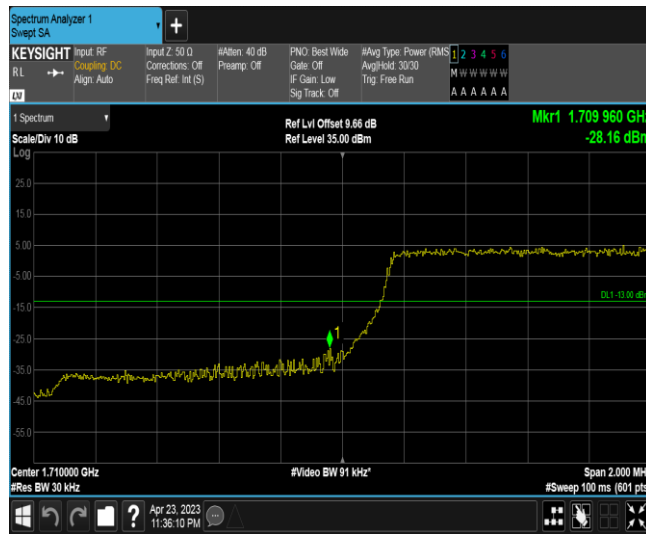 Spectrum Analyzer 1
Swept SA
+
KEYSIGHT Input: RF Input Z: 50 Ω #Atten: 40 dB PNO: Best Wide #Avg Type: Power (RMS 1 2 3 4 5 6
RL Coupling: DC Corrections: Off Preamp: Off Gate: Off Avg|Hold: 30/30 M W W W W W
Align: Auto Freq Ref: Int (S) IF Gain: Low Trig: Free Run
LXI Sig Track: Off A A A A A A
1 Spectrum Ref Lvl Offset 9.66 dB Mkr1 1.709 960 GHz
Scale/Div 10 dB Ref Level 35.00 dBm -28.16 dBm
Log
25.0
15.0
5.00
-5.00
DL1 -13.00 dBm
-15.0
1
-25.0
-35.0
-45.0
-55.0
Center 1.710000 GHz #Video BW 91 kHz* Span 2.000 MH
#Res BW 30 kHz #Sweep 100 ms (601 pts
? Apr 23, 2023
11:36:10 PM